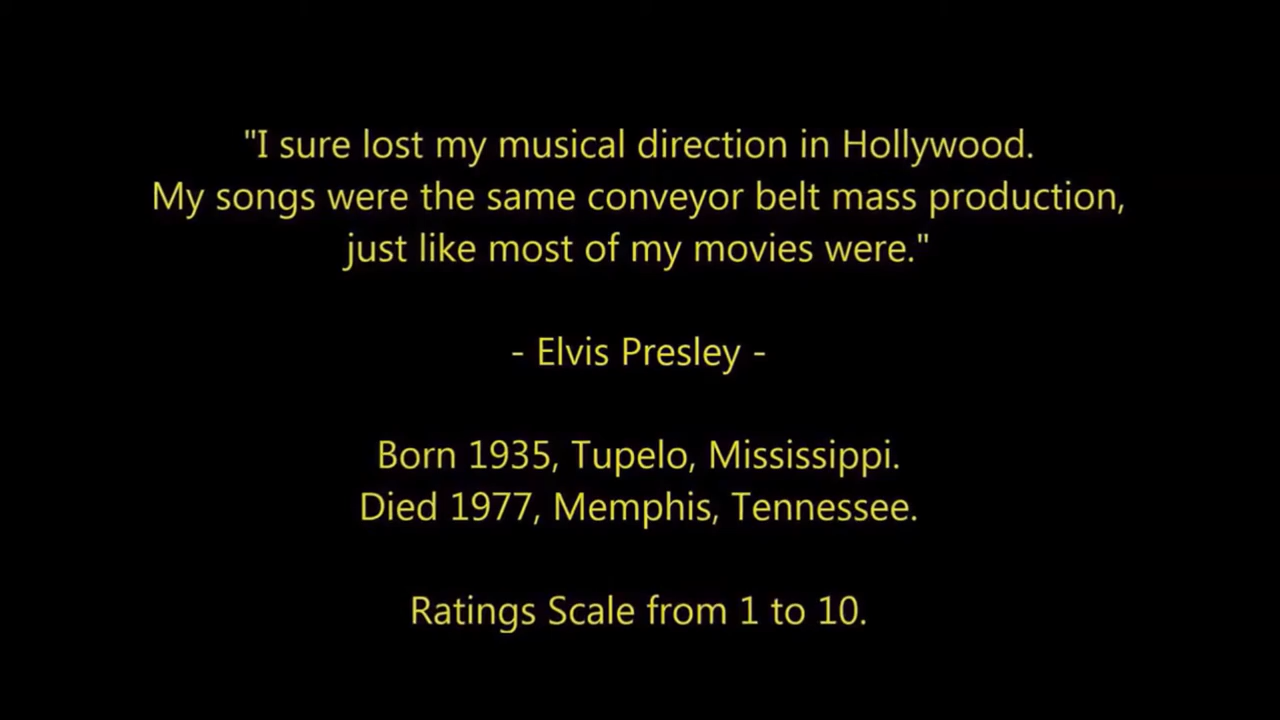 "I sure lost my musical direction in Hollywood.
My songs were the same conveyor belt mass production,
just like most of my movies were."
- Elvis Presley -
Born 1935, Tupelo, Mississippi.
Died 1977, Memphis, Tennessee.
Ratings Scale from 1 to 10.